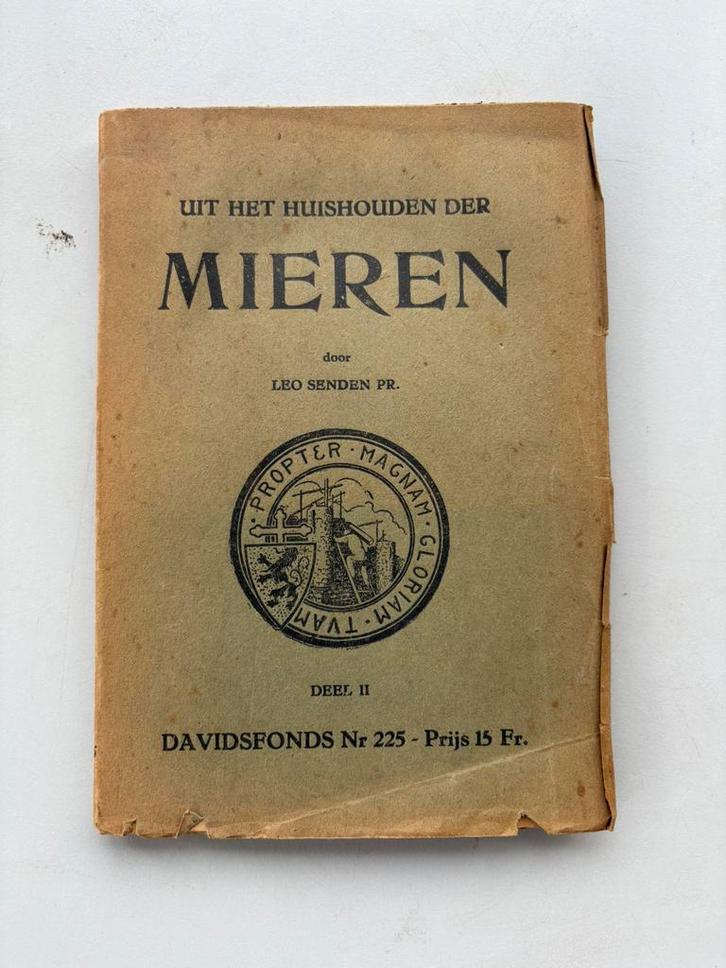 UIT HET HUISHOUDEN DER
MIEREN
door
LEO SENDEN PR.
PROPTER · MAGNAM · GLORIAM · TVAM
DEEL II
DAVIDSFONDS Nr 225 - Prijs 15 Fr.